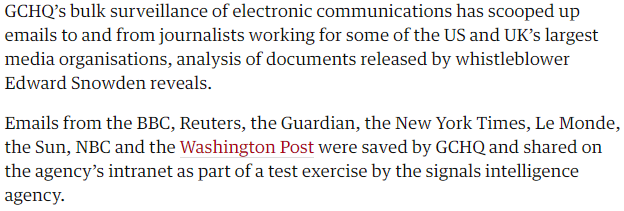 GCHQ’s bulk surveillance of electronic communications has scooped up
emails to and from journalists working for some of the US and UK’s largest
media organisations, analysis of documents released by whistleblower
Edward Snowden reveals.
Emails from the BBC, Reuters, the Guardian, the New York Times, Le Monde,
the Sun, NBC and the Washington Post were saved by GCHQ and shared on
the agency’s intranet as part of a test exercise by the signals intelligence
agency.